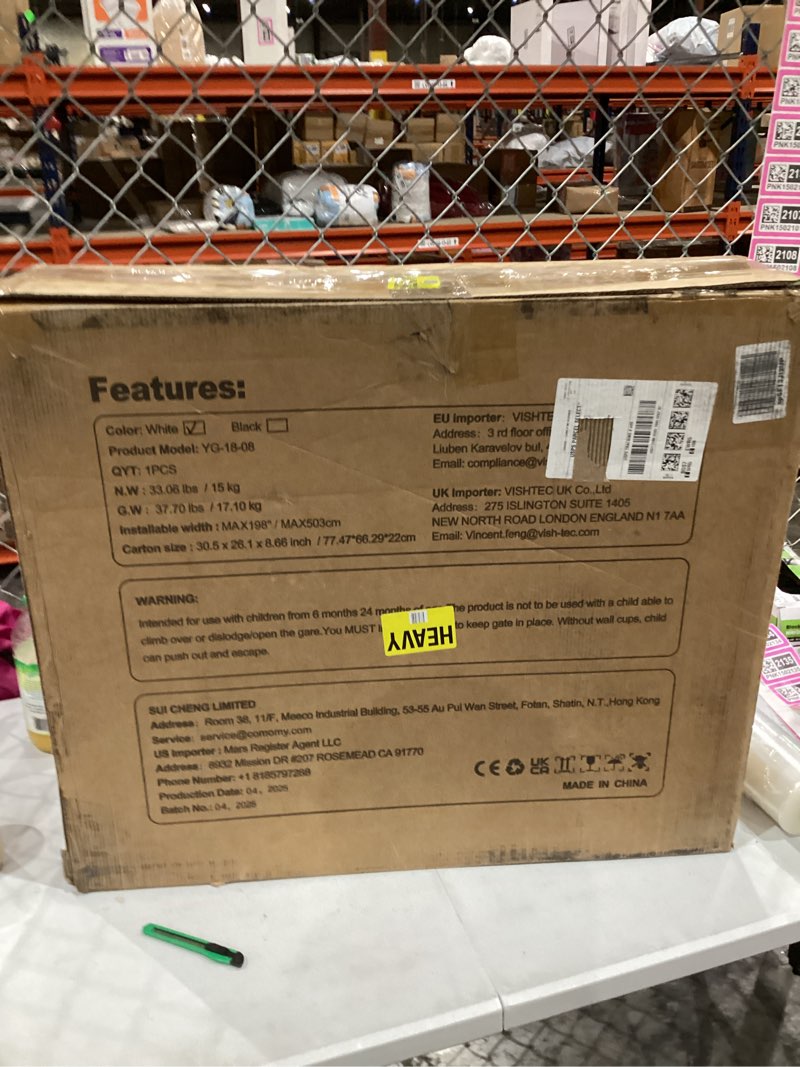 2107
2108
Features:
Color: White Black
Product Model: YG-18-08
QYT: 1PCS
N.W : 33.06 lbs / 15 kg
G.W : 37.70 lbs / 17.10 kg
Installable width : MAX198" / MAX503cm
Carton size : 30.5 x 26.1 x 8.66 inch / 77.47*66.29*22cm
EU importer: VISHTE
Address: 3 rd floor off
Liuben Karavelov bul,
Email: compliance@vi
UK Importer: VISHTEC UK Co.,Ltd
Address: 275 ISLINGTON SUITE 1405
NEW NORTH ROAD LONDON ENGLAND N1 7AA
Email: Vincent.feng@vish-tec.com
WARNING:
Intended for use with children from 6 months 24 months of The product is not to be used with a child able to
climb over or dislodge/open the gare.You MUST to keep gate in place. Without wall cups, child
can push out and escape.
HEAVY
SUI CHENG LIMITED
Address: Room 38, 11/F, Meeco Industrial Building, 53-55 Au Pui Wan Street, Fotan, Shatin, N.T.,Hong Kong
Service: service@comomy.com
US Importer : Mars Register Agent LLC
Address: 8932 Mission DR #207 ROSEMEAD CA 91770
Phone Number: +1 8185797288
Production Date: 04, 2025
Batch No.: 04, 2025
CE UK CA
MADE IN CHINA
2135